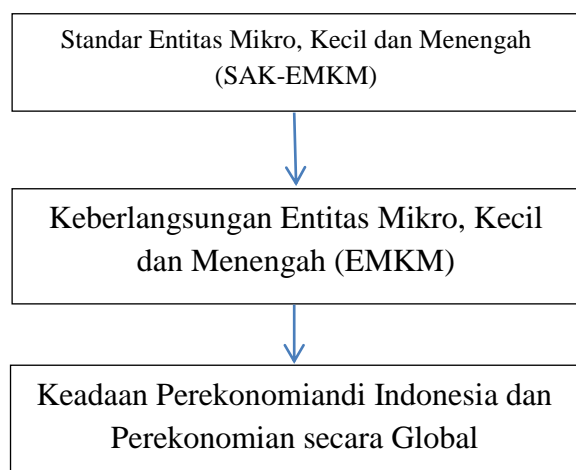 Standar Entitas Mikro, Kecil dan Menengah
(SAK-EMKM)
Keberlangsungan Entitas Mikro, Kecil
dan Menengah (EMKM)
Keadaan Perekonomiandi Indonesia dan
Perekonomian secara Global